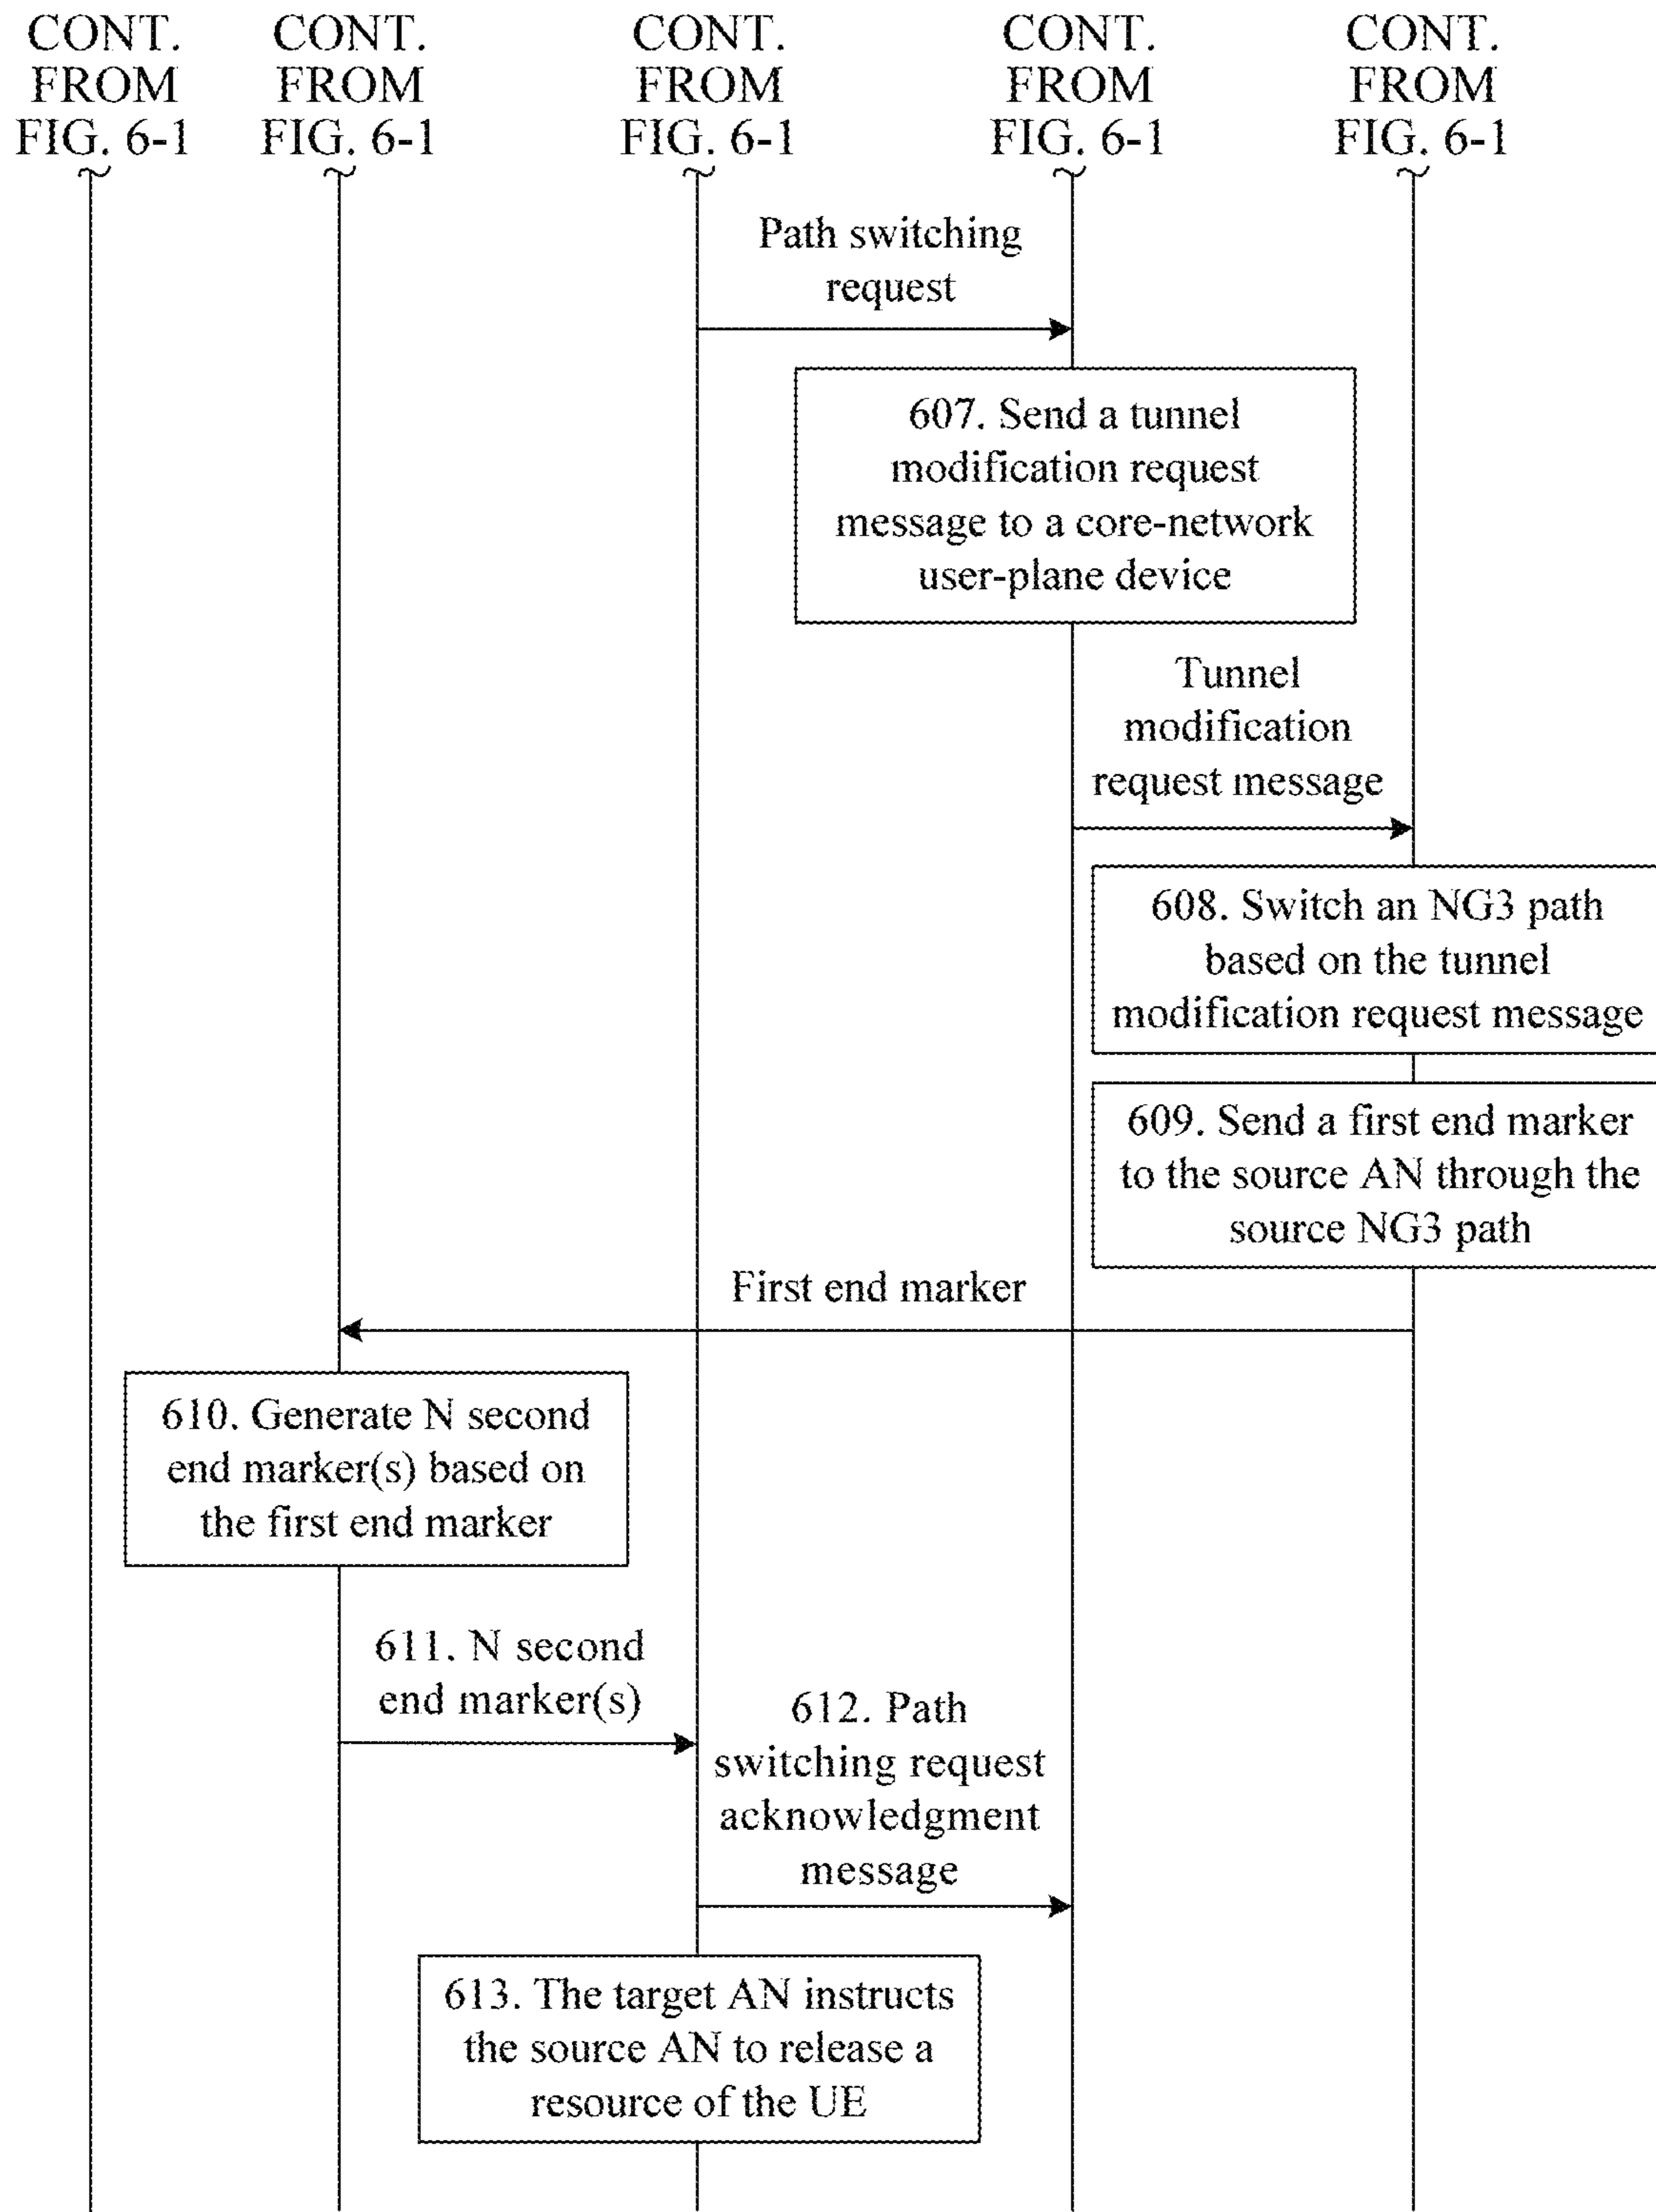 CONT.
FROM
FIG. 6-1
CONT.
FROM
FIG. 6-1
CONT.
FROM
FIG. 6-1
CONT.
FROM
FIG. 6-1
CONT.
FROM
FIG. 6-1
Path switching
request
607. Send a tunnel
modification request
message to a core-network
user-plane device
Tunnel
modification
request message
608. Switch an NG3 path
based on the tunnel
modification request message
609. Send a first end marker
to the source AN through the
source NG3 path
First end marker
610. Generate N second
end marker(s) based on
the first end marker
611. N second
end marker(s)
612. Path
switching request
acknowledgment
message
613. The target AN instructs
the source AN to release a
resource of the UE